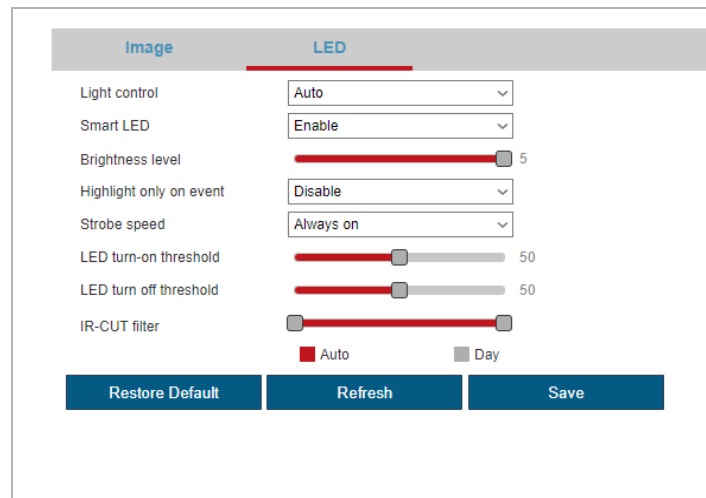 Image LED
Light control Auto
Smart LED Enable
Brightness level 5
Highlight only on event Disable
Strobe speed Always on
LED turn-on threshold 50
LED turn off threshold 50
IR-CUT filter
Auto Day
Restore Default Refresh Save